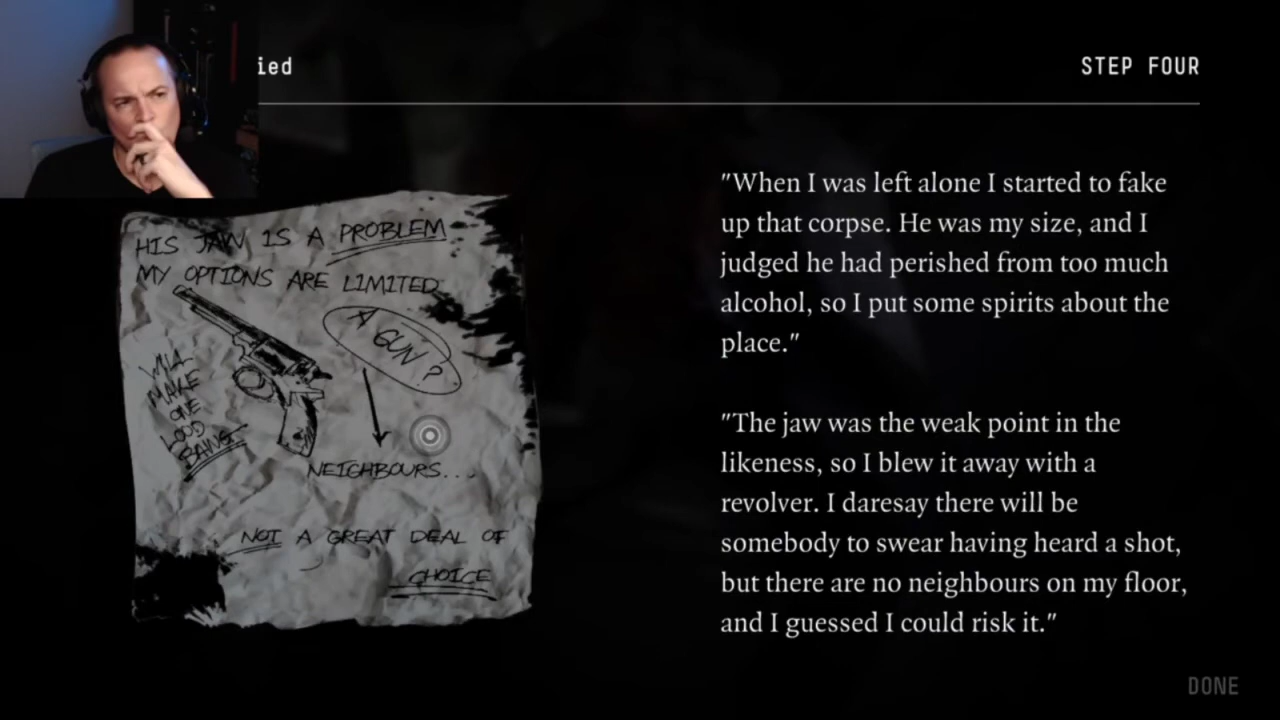 ied
STEP FOUR
HIS JAW IS A PROBLEM
MY OPTIONS ARE LIMITED
A GUN?
WILL
MAKE
ONE
LOUD
BANG
NEIGHBOURS...
NOT A GREAT DEAL OF
CHOICE
"When I was left alone I started to fake
up that corpse. He was my size, and I
judged he had perished from too much
alcohol, so I put some spirits about the
place."
"The jaw was the weak point in the
likeness, so I blew it away with a
revolver. I daresay there will be
somebody to swear having heard a shot,
but there are no neighbours on my floor,
and I guessed I could risk it."
DONE